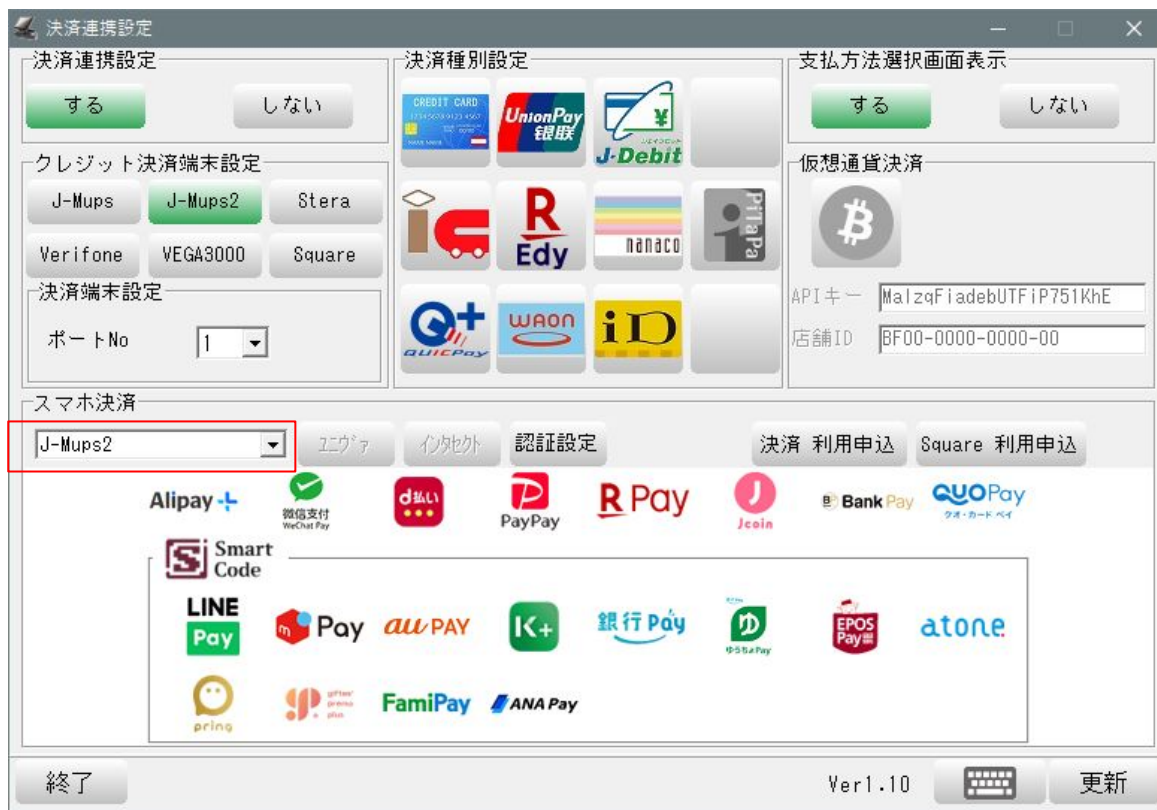 決済連携設定
決済連携設定
する
しない
クレジット決済端末設定
J-Mups
J-Mups2
Stera
Verifone
VEGA3000
Square
決済端末設定
ポートNo
1
決済種別設定
CREDIT CARD
UnionPay
银联
J-Debit
R
Edy
nanaco
PiTaPa
QUICPay
WAON
iD
支払方法選択画面表示
する
しない
仮想通貨決済
APIキー
MaIzqFiadebUTFiP751KhE
店舗ID
BF00-0000-0000-00
スマホ決済
J-Mups2
ユニヴァ
インタセクト
認証設定
決済 利用申込
Square 利用申込
Alipay+
微信支付
WeChat Pay
d払い
PayPay
R Pay
Jcoin
Bank Pay
QUOPay
クオ・カード ペイ
Smart
Code
LINE
Pay
m Pay
au PAY
K+
銀行Pay
ゆ
ゆうちょPay
EPOS
Pay
atone
pring
gp
giftee
premio
plus
FamiPay
ANA Pay
終了
Ver1.10
更新